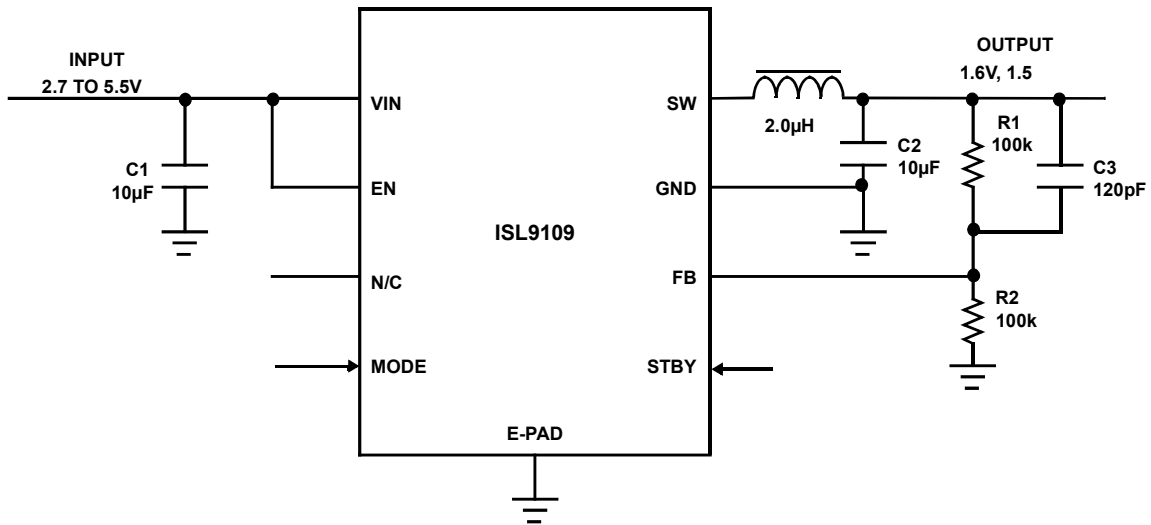 INPUT
2.7 TO 5.5V
C1
10µF
VIN
EN
N/C
MODE
ISL9109
E-PAD
SW
GND
FB
STBY
2.0µH
C2
10µF
OUTPUT
1.6V, 1.5
R1
100k
C3
120pF
R2
100k